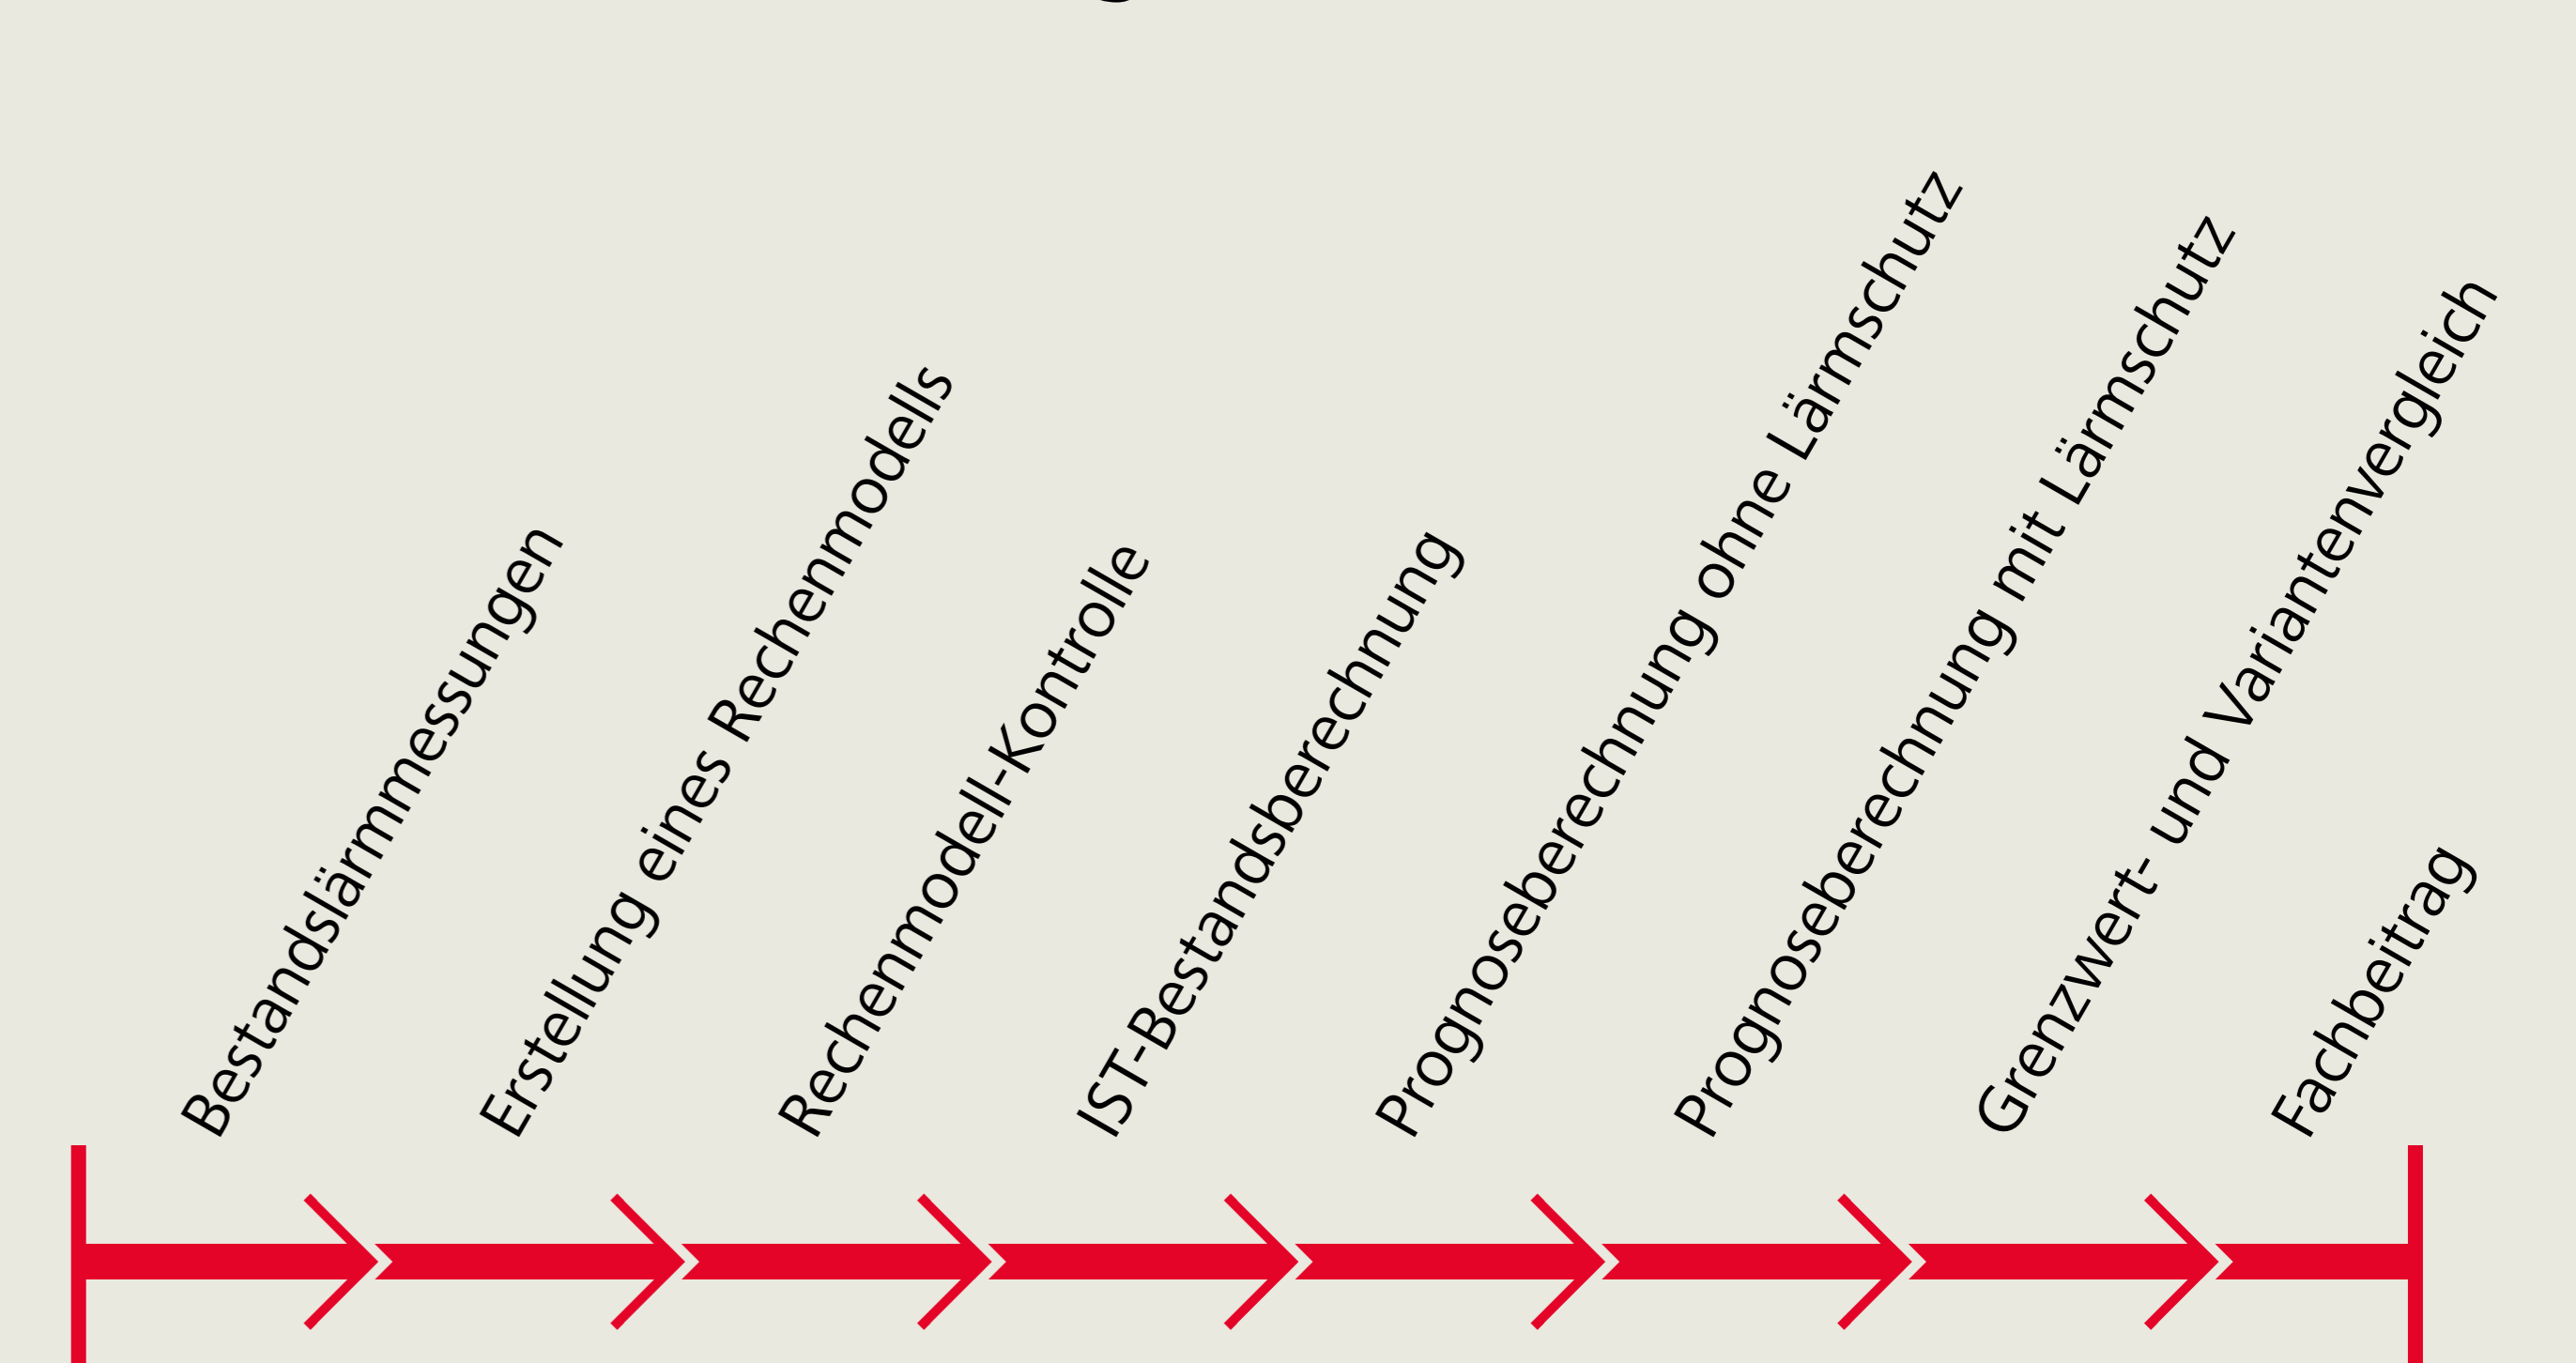 Bestandslärmmessungen
Erstellung eines Rechenmodells
Rechenmodell-Kontrolle
IST-Bestandsberechnung
Prognoseberechnung ohne Lärmschutz
Prognoseberechnung mit Lärmschutz
Grenzwert- und Variantenvergleich
Fachbeitrag